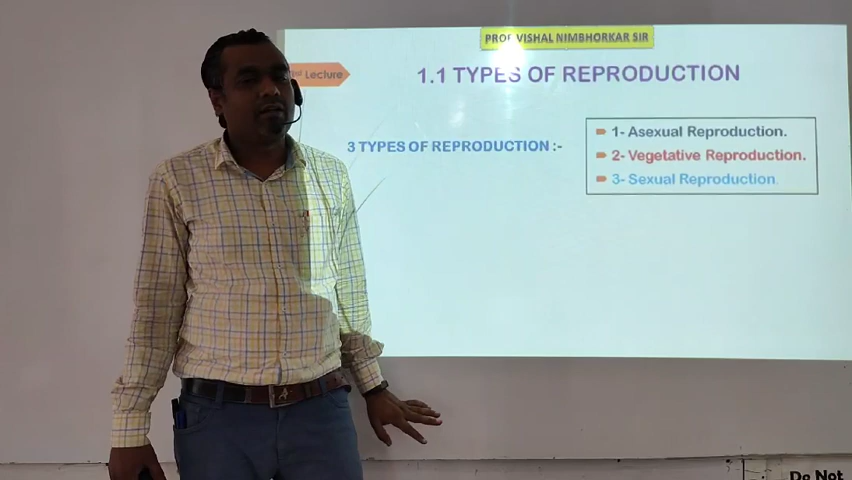 PROF VISHAL NIMBHORKAR SIR
Lecture
1.1 TYPES OF REPRODUCTION
3 TYPES OF REPRODUCTION :-
1- Asexual Reproduction.
2- Vegetative Reproduction.
3- Sexual Reproduction.
Do Not